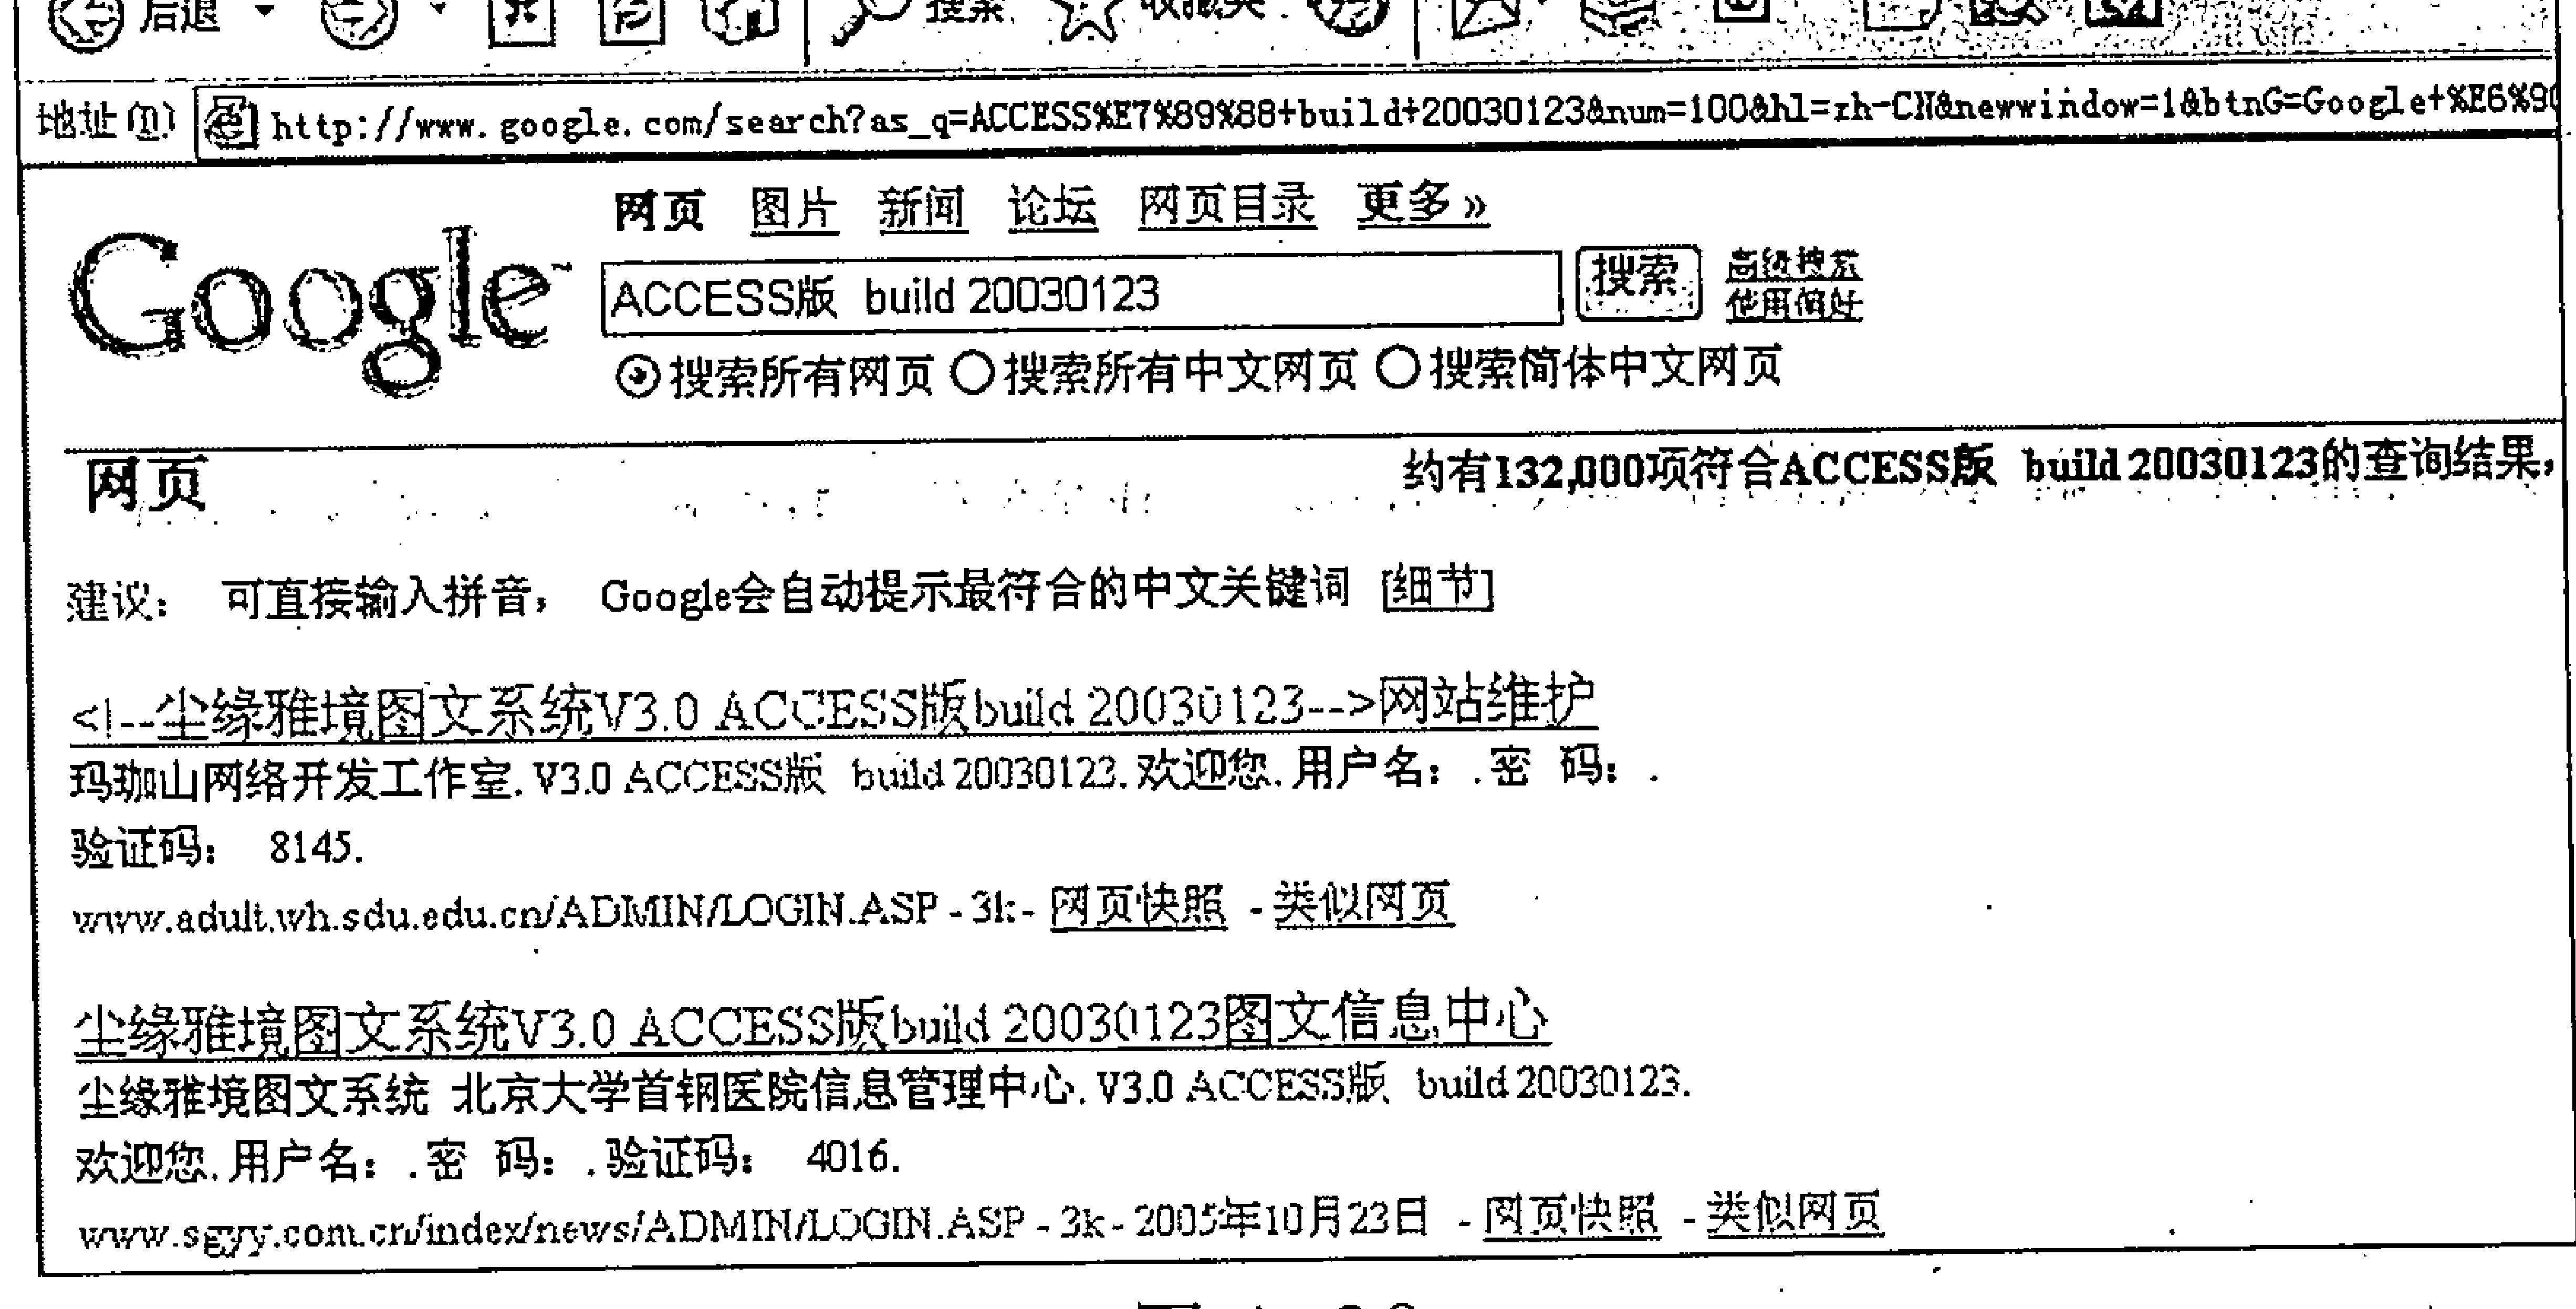 后退 搜索 收藏夹
地址(D) http://www.google.com/search?as_q=ACCESS%E7%89%88+build+20030123&num=100&hl=zh-CN&newwindow=1&btnG=Google+%E6%90
网页 图片 新闻 论坛 网页目录 更多 »
Google™
ACCESS版 build 20030123 搜索 高级搜索
使用偏好
搜索所有网页 搜索所有中文网页 搜索简体中文网页
网页 约有132,000项符合ACCESS版 build 20030123的查询结果，
建议： 可直接输入拼音， Google会自动提示最符合的中文关键词 [细节]
<!--尘缘雅境图文系统V3.0 ACCESS版build 20030123-->网站维护
玛珈山网络开发工作室. V3.0 ACCESS版 build 20030123. 欢迎您. 用户名： . 密 码： .
验证码： 8145.
www.adult.wh.sdu.edu.cn/ADMIN/LOGIN.ASP - 3k - 网页快照 - 类似网页
尘缘雅境图文系统V3.0 ACCESS版build 20030123图文信息中心
尘缘雅境图文系统 北京大学首钢医院信息管理中心. V3.0 ACCESS版 build 20030123.
欢迎您. 用户名： . 密 码： . 验证码： 4016.
www.sgyy.com.cn/index/news/ADMIN/LOGIN.ASP - 3k - 2005年10月23日 - 网页快照 - 类似网页